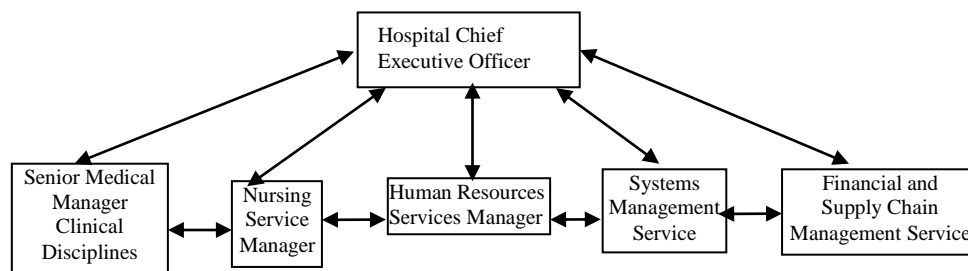 Hospital Chief
Executive Officer
Senior Medical
Manager
Clinical
Disciplines
Nursing
Service
Manager
Human Resources
Services Manager
Systems
Management
Service
Financial and
Supply Chain
Management Service